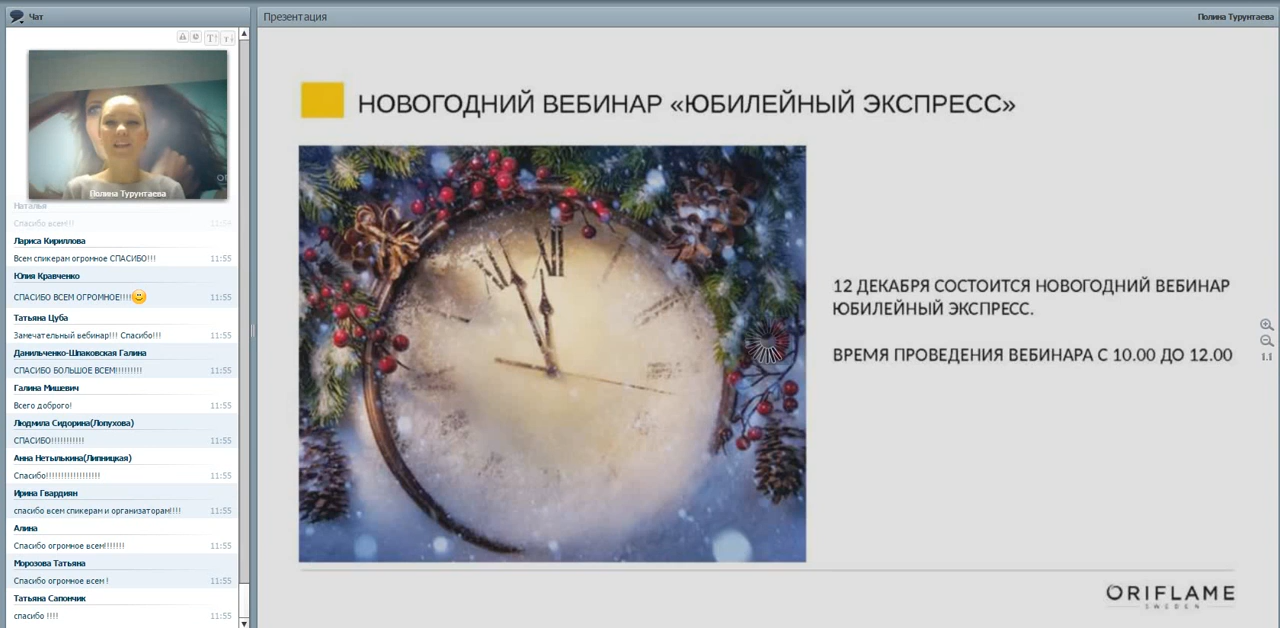 Чат
Презентация
Полина Турунтаева
Полина Турунтаева
Наталья
Спасибо всем!!!
Лариса Кириллова
Всем спикерам огромное СПАСИБО!!! 11:55
Юлия Кравченко
СПАСИБО ВСЕМ ОГРОМНОЕ!!!! 11:55
Татьяна Цуба
Замечательный вебинар!!! Спасибо!!! 11:55
Данильченко-Шпаковская Галина
СПАСИБО БОЛЬШОЕ ВСЕМ!!!!!!!!! 11:55
Галина Мишевич
Всего доброго! 11:55
Людмила Сидорина(Лопухова)
СПАСИБО!!!!!!!!!!! 11:55
Анна Нетылькина(Липницкая)
Спасибо!!!!!!!!!!!!!!!!!! 11:55
Ирина Гвардиян
спасибо всем спикерам и организаторам!!!! 11:55
Алина
Спасибо огромное всем!!!!!!! 11:55
Морозова Татьяна
Спасибо огромное всем ! 11:55
Татьяна Сапончик
спасибо !!!! 11:55
НОВОГОДНИЙ ВЕБИНАР «ЮБИЛЕЙНЫЙ ЭКСПРЕСС»
XII
12 ДЕКАБРЯ СОСТОИТСЯ НОВОГОДНИЙ ВЕБИНАР
ЮБИЛЕЙНЫЙ ЭКСПРЕСС.
ВРЕМЯ ПРОВЕДЕНИЯ ВЕБИНАРА С 10.00 ДО 12.00
1:1
ORIFLAME
SWEDEN